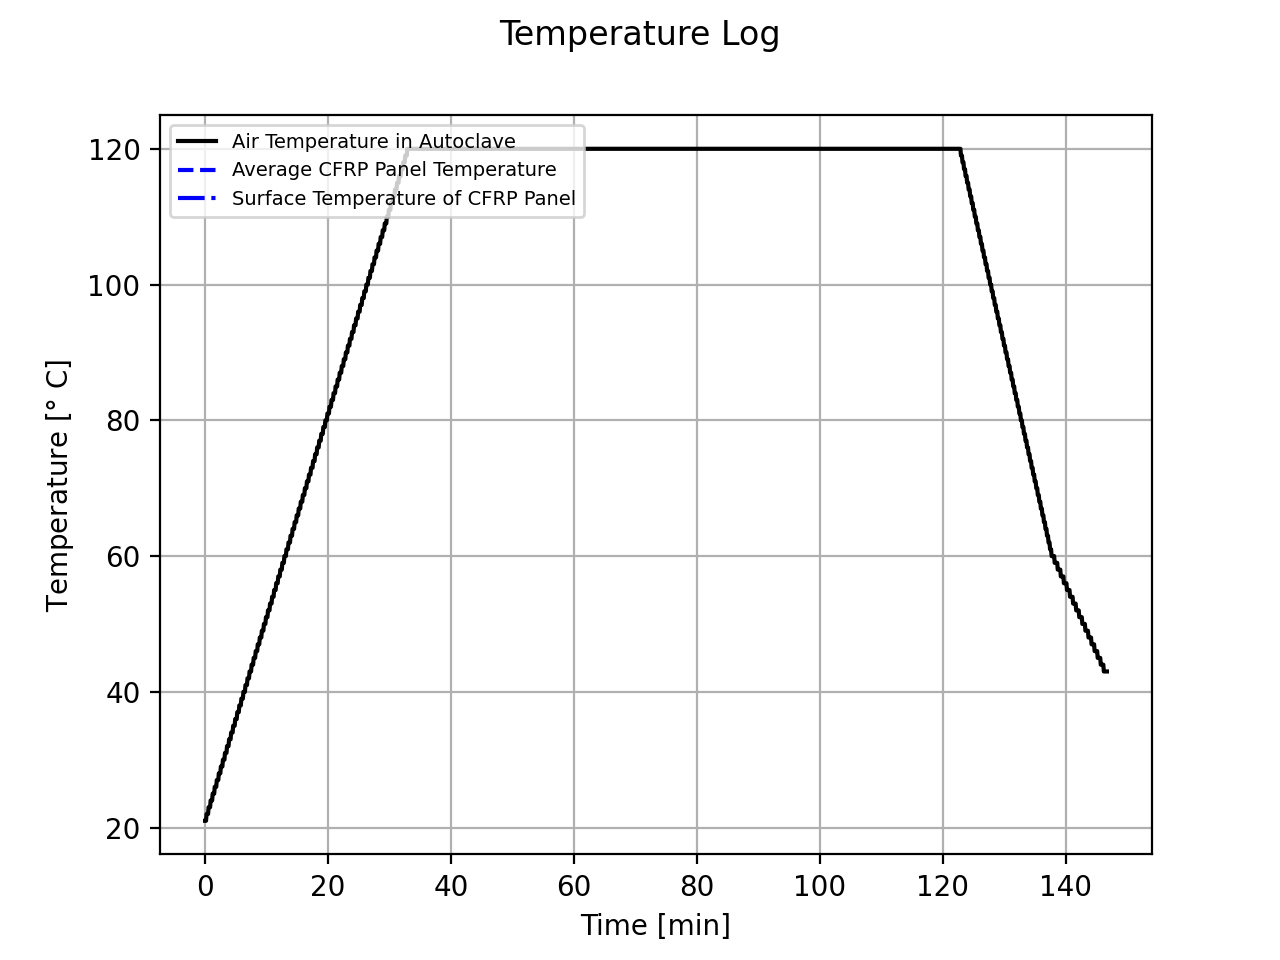 Temperature Log
Air Temperature in Autoclave
Average CFRP Panel Temperature
Surface Temperature of CFRP Panel
120
100
80
60
40
20
Temperature [° C]
0 20 40 60 80 100 120 140
Time [min]